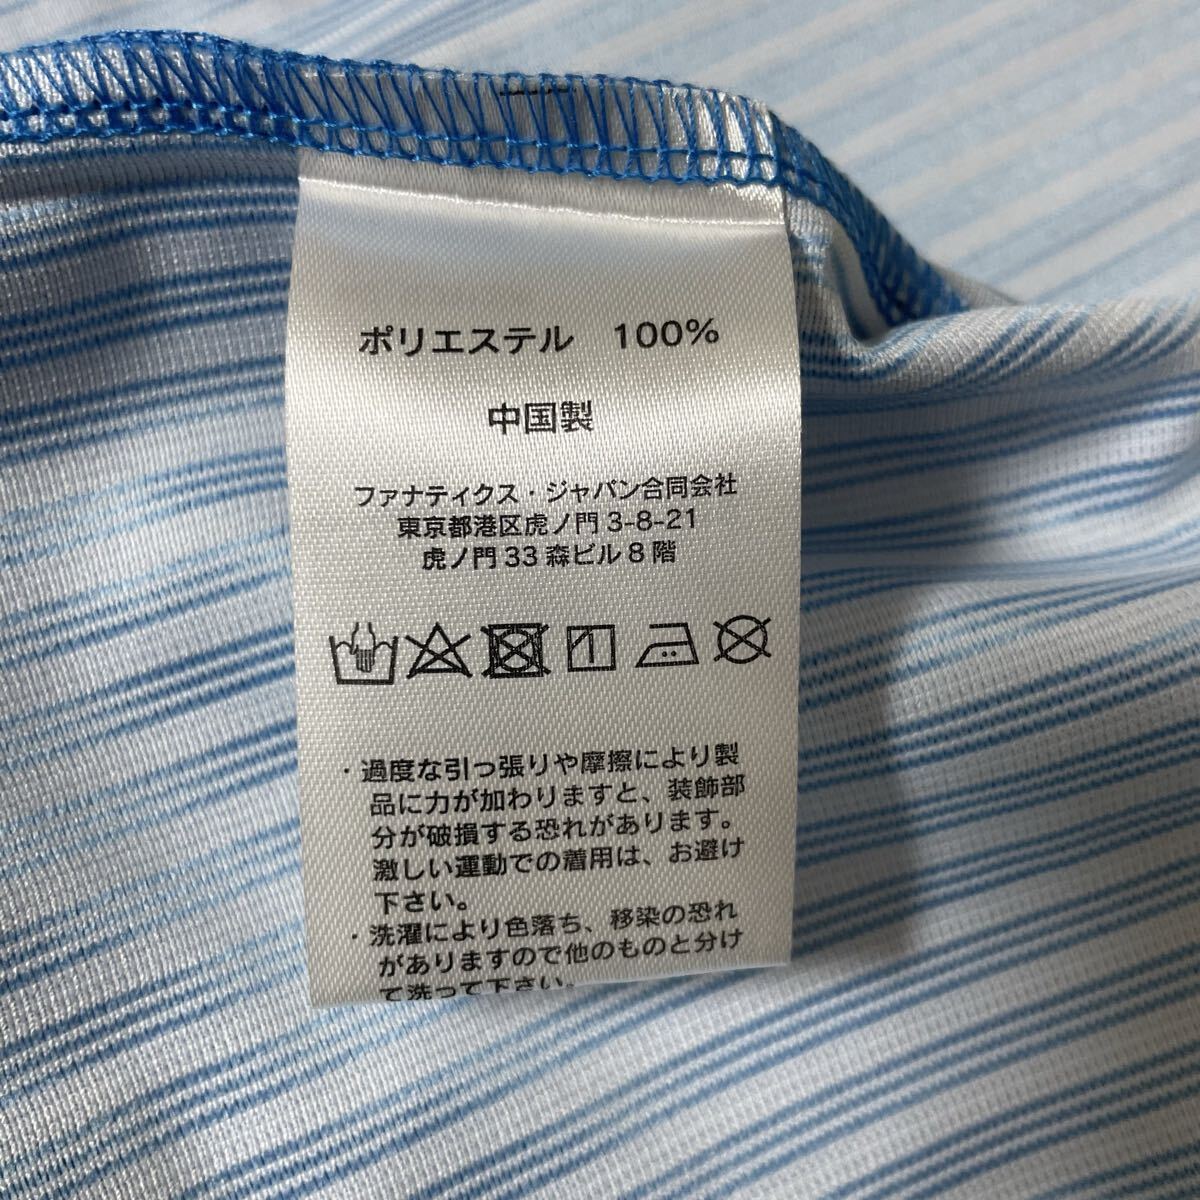 ポリエステル 100%
中国製
ファナティクス・ジャパン合同会社
東京都港区虎ノ門 3-8-21
虎ノ門 33 森ビル 8 階
・過度な引っ張りや摩擦により製
品に力が加わりますと、装飾部
分が破損する恐れがあります。
激しい運動での着用は、お避け
下さい。
・洗濯により色落ち、移染の恐れ
がありますので他のものと分け
て洗って下さい。